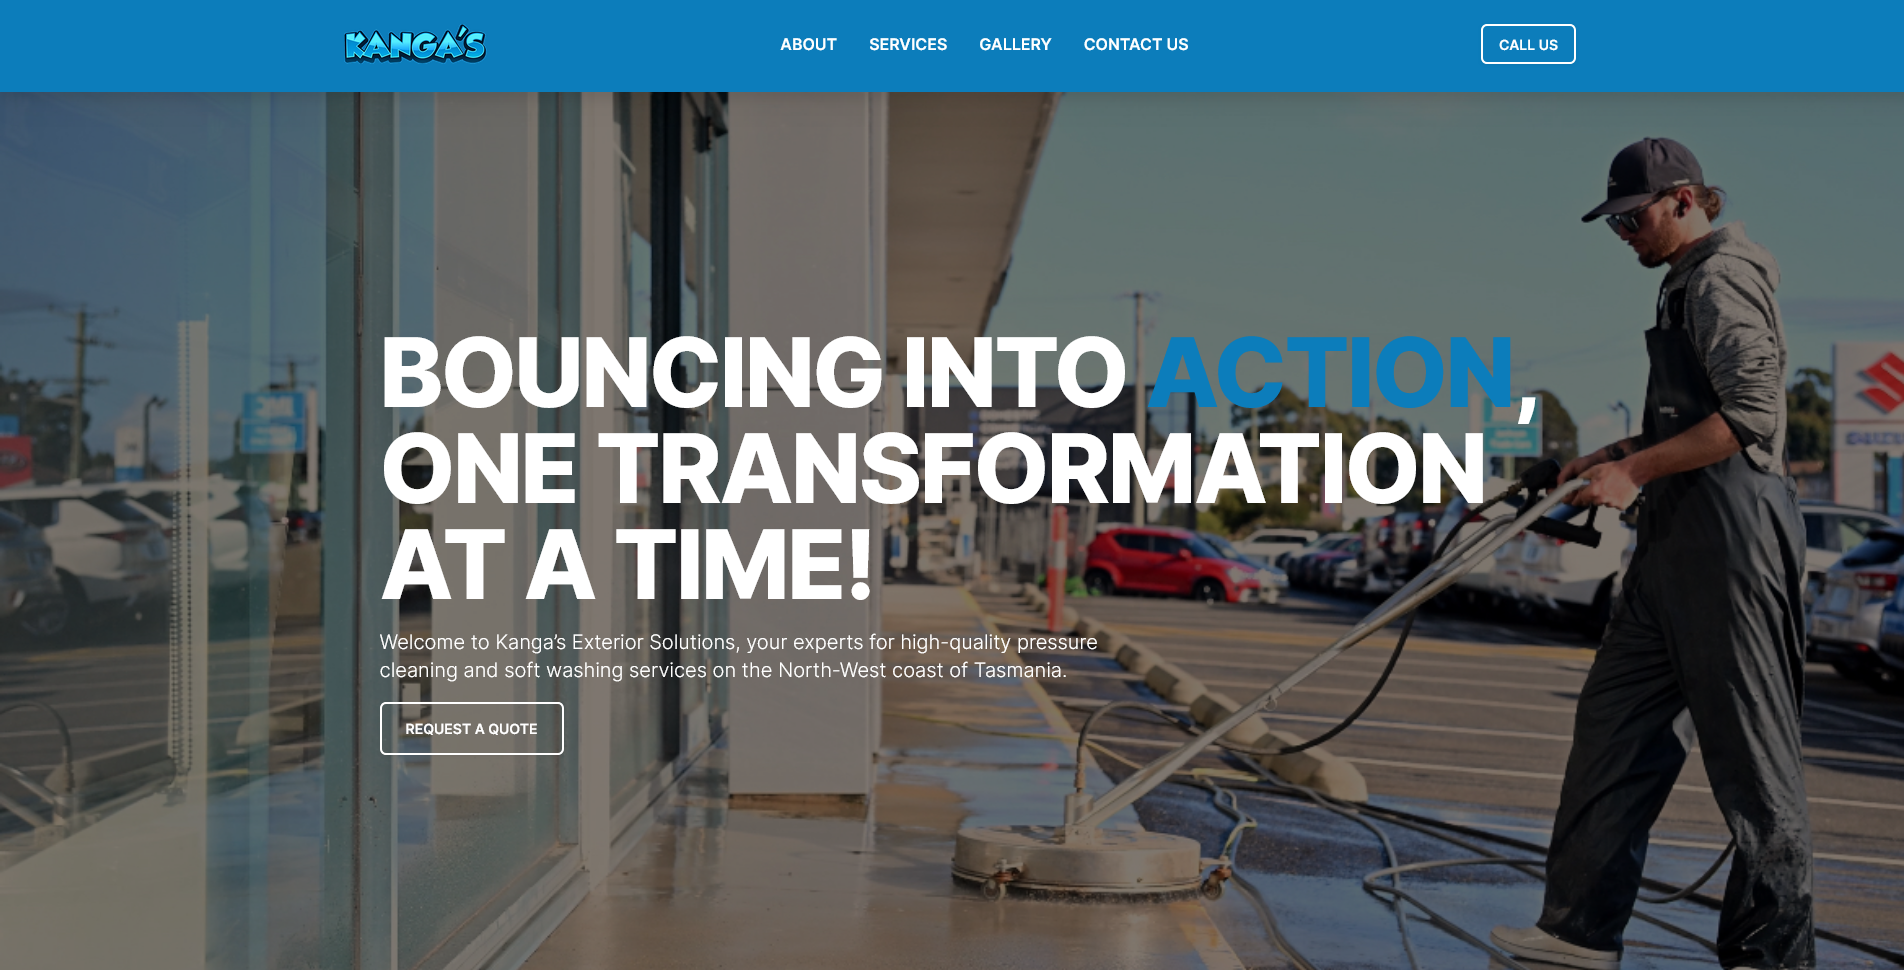 KANGA'S
ABOUT SERVICES GALLERY CONTACT US
CALL US
BOUNCING INTO ACTION,
ONE TRANSFORMATION
AT A TIME!
Welcome to Kanga’s Exterior Solutions, your experts for high-quality pressure
cleaning and soft washing services on the North-West coast of Tasmania.
REQUEST A QUOTE